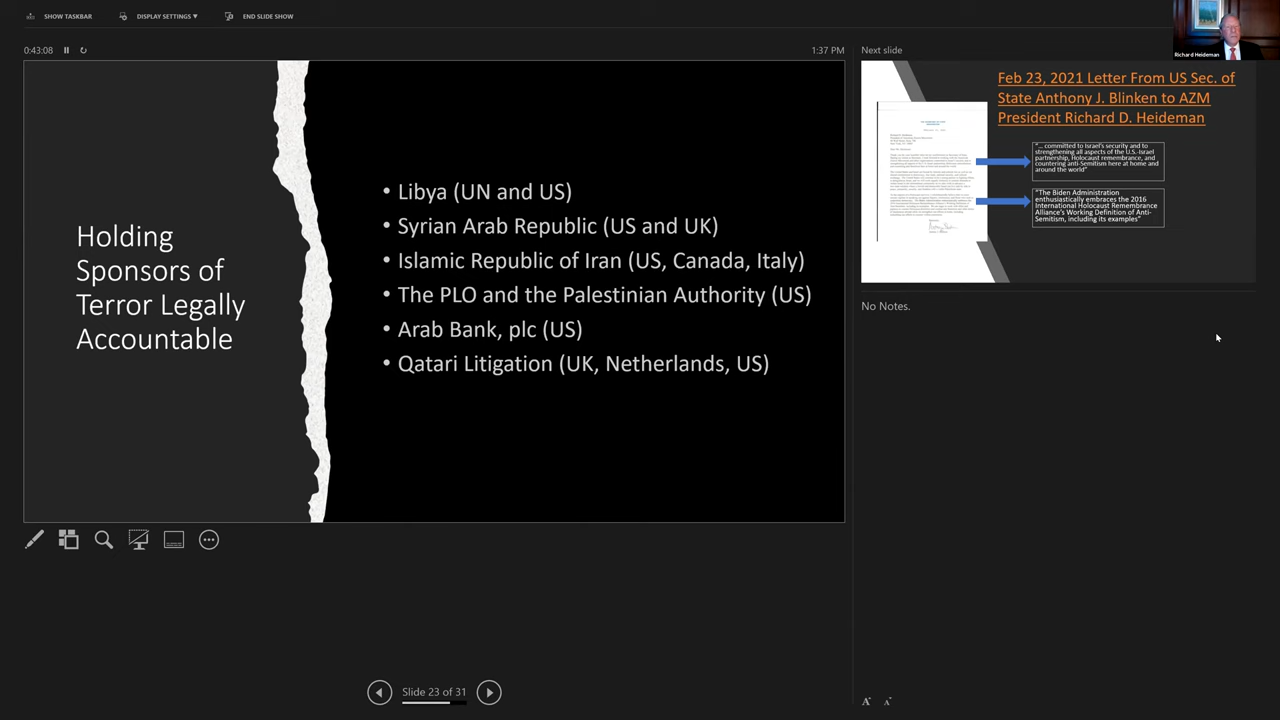 SHOW TASKBAR
DISPLAY SETTINGS ▼
END SLIDE SHOW
0:43:08
1:37 PM
Holding
Sponsors of
Terror Legally
Accountable
• Libya (UN and US)
• Syrian Arab Republic (US and UK)
• Islamic Republic of Iran (US, Canada, Italy)
• The PLO and the Palestinian Authority (US)
• Arab Bank, plc (US)
• Qatari Litigation (UK, Netherlands, US)
Slide 23 of 31
Richard Heideman
Next slide
Feb 23, 2021 Letter From US Sec. of
State Anthony J. Blinken to AZM
President Richard D. Heideman
"... committed to Israel's security and to
strengthening all aspects of the U.S.-Israel
partnership, Holocaust remembrance, and
countering anti-Semitism here at home and
around the world"
"The Biden Administration
enthusiastically embraces the 2016
International Holocaust Remembrance
Alliance's Working Definition of Anti-
Semitism, including its examples"
No Notes.
A
A